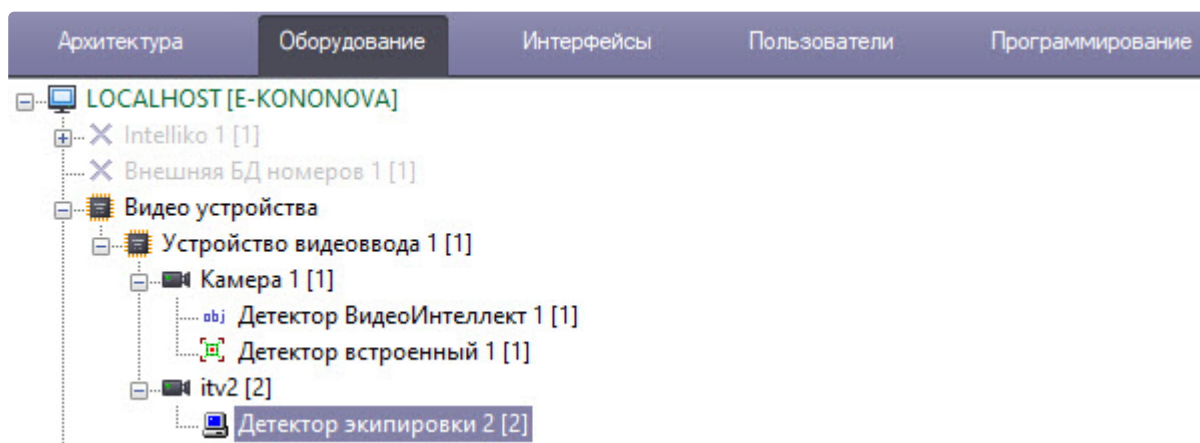 Архитектура Оборудование Интерфейсы Пользователи Программирование
LOCALHOST [E-KONONOVA]
Intelliko 1 [1]
Внешняя БД номеров 1 [1]
Видео устройства
Устройство видеоввода 1 [1]
Камера 1 [1]
obj Детектор ВидеоИнтеллект 1 [1]
Детектор встроенный 1 [1]
itv2 [2]
Детектор экипировки 2 [2]